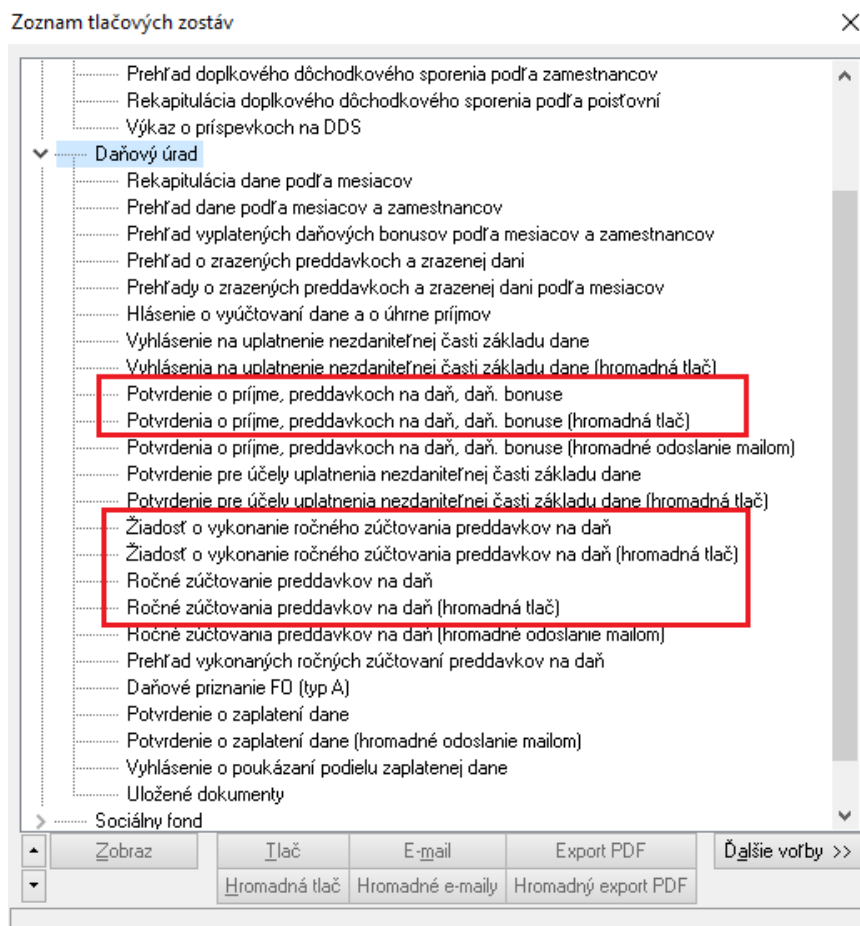 Zoznam tlačových zostáv
Prehľad doplkového dôchodkového sporenia podľa zamestnancov
Rekapitulácia doplkového dôchodkového sporenia podľa poisťovní
Výkaz o príspevkoch na DDS
Daňový úrad
Rekapitulácia dane podľa mesiacov
Prehľad dane podľa mesiacov a zamestnancov
Prehľad vyplatených daňových bonusov podľa mesiacov a zamestnancov
Prehľad o zrazených preddavkoch a zrazenej dani
Prehľady o zrazených preddavkoch a zrazenej dani podľa mesiacov
Hlásenie o vyúčtovaní dane a o úhrne príjmov
Vyhlásenie na uplatnenie nezdaniteľnej časti základu dane
Vyhlásenia na uplatnenie nezdaniteľnej časti základu dane (hromadná tlač)
Potvrdenie o príjme, preddavkoch na daň, daň. bonuse
Potvrdenia o príjme, preddavkoch na daň, daň. bonuse (hromadná tlač)
Potvrdenia o príjme, preddavkoch na daň, daň. bonuse (hromadné odoslanie mailom)
Potvrdenie pre účely uplatnenia nezdaniteľnej časti základu dane
Potvrdenie pre účely uplatnenia nezdaniteľnej časti základu dane (hromadná tlač)
Žiadosť o vykonanie ročného zúčtovania preddavkov na daň
Žiadosť o vykonanie ročného zúčtovania preddavkov na daň (hromadná tlač)
Ročné zúčtovanie preddavkov na daň
Ročné zúčtovania preddavkov na daň (hromadná tlač)
Ročné zúčtovania preddavkov na daň (hromadné odoslanie mailom)
Prehľad vykonaných ročných zúčtovaní preddavkov na daň
Daňové priznanie FO (typ A)
Potvrdenie o zaplatení dane
Potvrdenie o zaplatení dane (hromadné odoslanie mailom)
Vyhlásenie o poukázaní podielu zaplatenej dane
Uložené dokumenty
Sociálny fond
Zobraz Tlač E-mail Export PDF Ďalšie voľby >>
Hromadná tlač Hromadné e-maily Hromadný export PDF